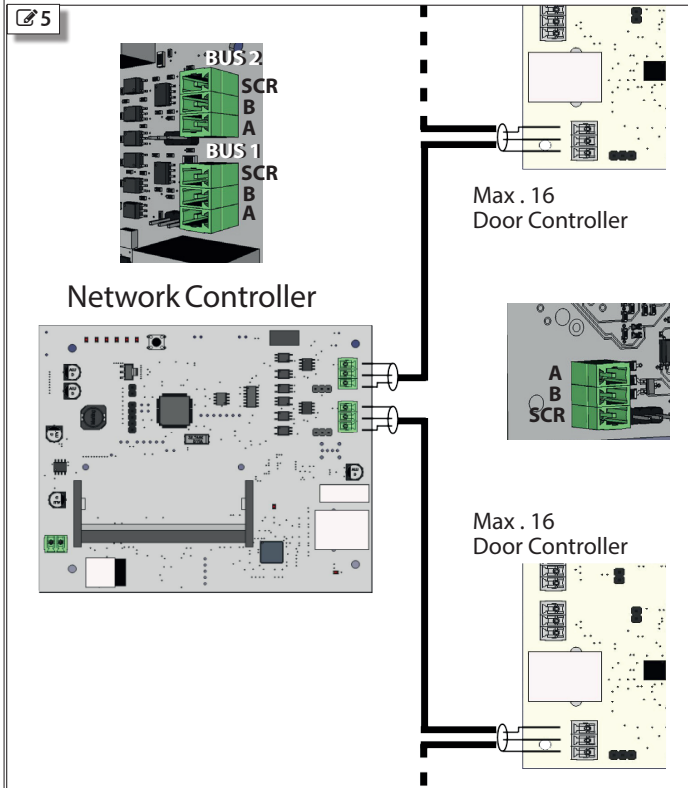 5
BUS 2
SCR
B
A
BUS 1
SCR
B
A
Max . 16
Door Controller
Network Controller
A
B
SCR
Max . 16
Door Controller